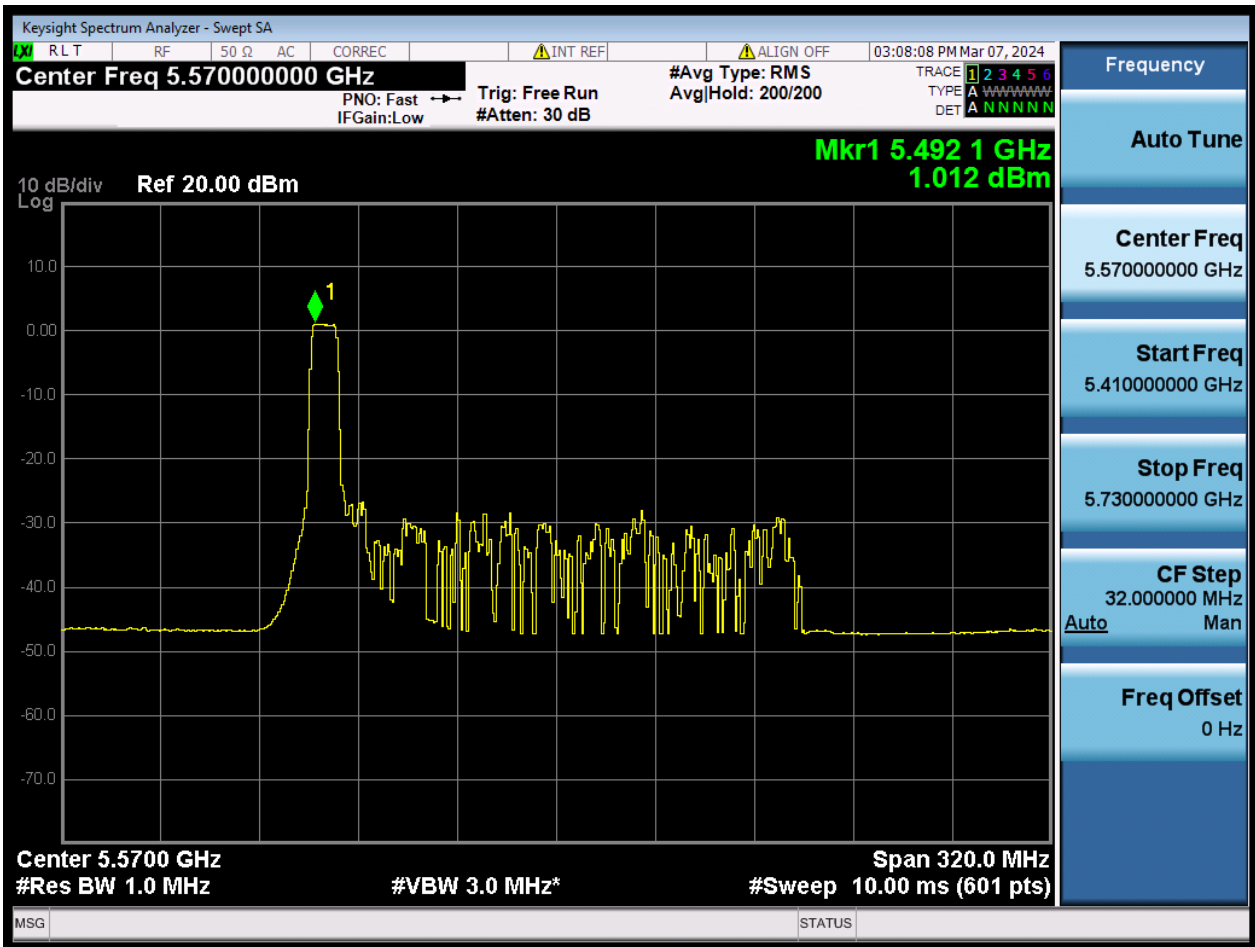 Keysight Spectrum Analyzer - Swept SA
LXI RLT RF 50 Ω AC CORREC INT REF ALIGN OFF 03:08:08 PM Mar 07, 2024
Center Freq 5.570000000 GHz
PNO: Fast
IFGain:Low
Trig: Free Run
#Atten: 30 dB
#Avg Type: RMS
Avg|Hold: 200/200
TRACE 1 2 3 4 5 6
TYPE A WWWWW
DET A N N N N N
Mkr1 5.492 1 GHz
1.012 dBm
10 dB/div Ref 20.00 dBm
Log
10.0
0.00
-10.0
-20.0
-30.0
-40.0
-50.0
-60.0
-70.0
1
Center 5.5700 GHz Span 320.0 MHz
#Res BW 1.0 MHz #VBW 3.0 MHz* #Sweep 10.00 ms (601 pts)
MSG STATUS
Frequency
Auto Tune
Center Freq
5.570000000 GHz
Start Freq
5.410000000 GHz
Stop Freq
5.730000000 GHz
CF Step
32.000000 MHz
Auto Man
Freq Offset
0 Hz